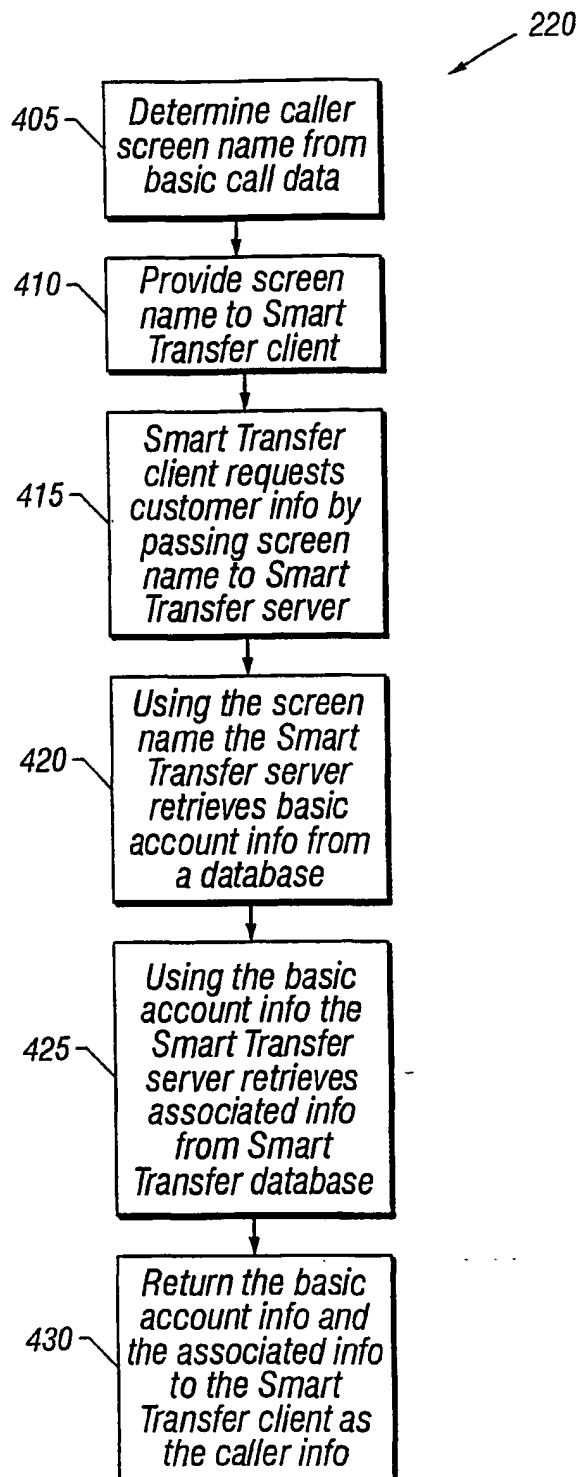 220
405
Determine caller
screen name from
basic call data
410
Provide screen
name to Smart
Transfer client
415
Smart Transfer
client requests
customer info by
passing screen
name to Smart
Transfer server
420
Using the screen
name the Smart
Transfer server
retrieves basic
account info from
a database
425
Using the basic
account info the
Smart Transfer
server retrieves
associated info
from Smart
Transfer database
430
Return the basic
account info and
the associated info
to the Smart
Transfer client as
the caller info